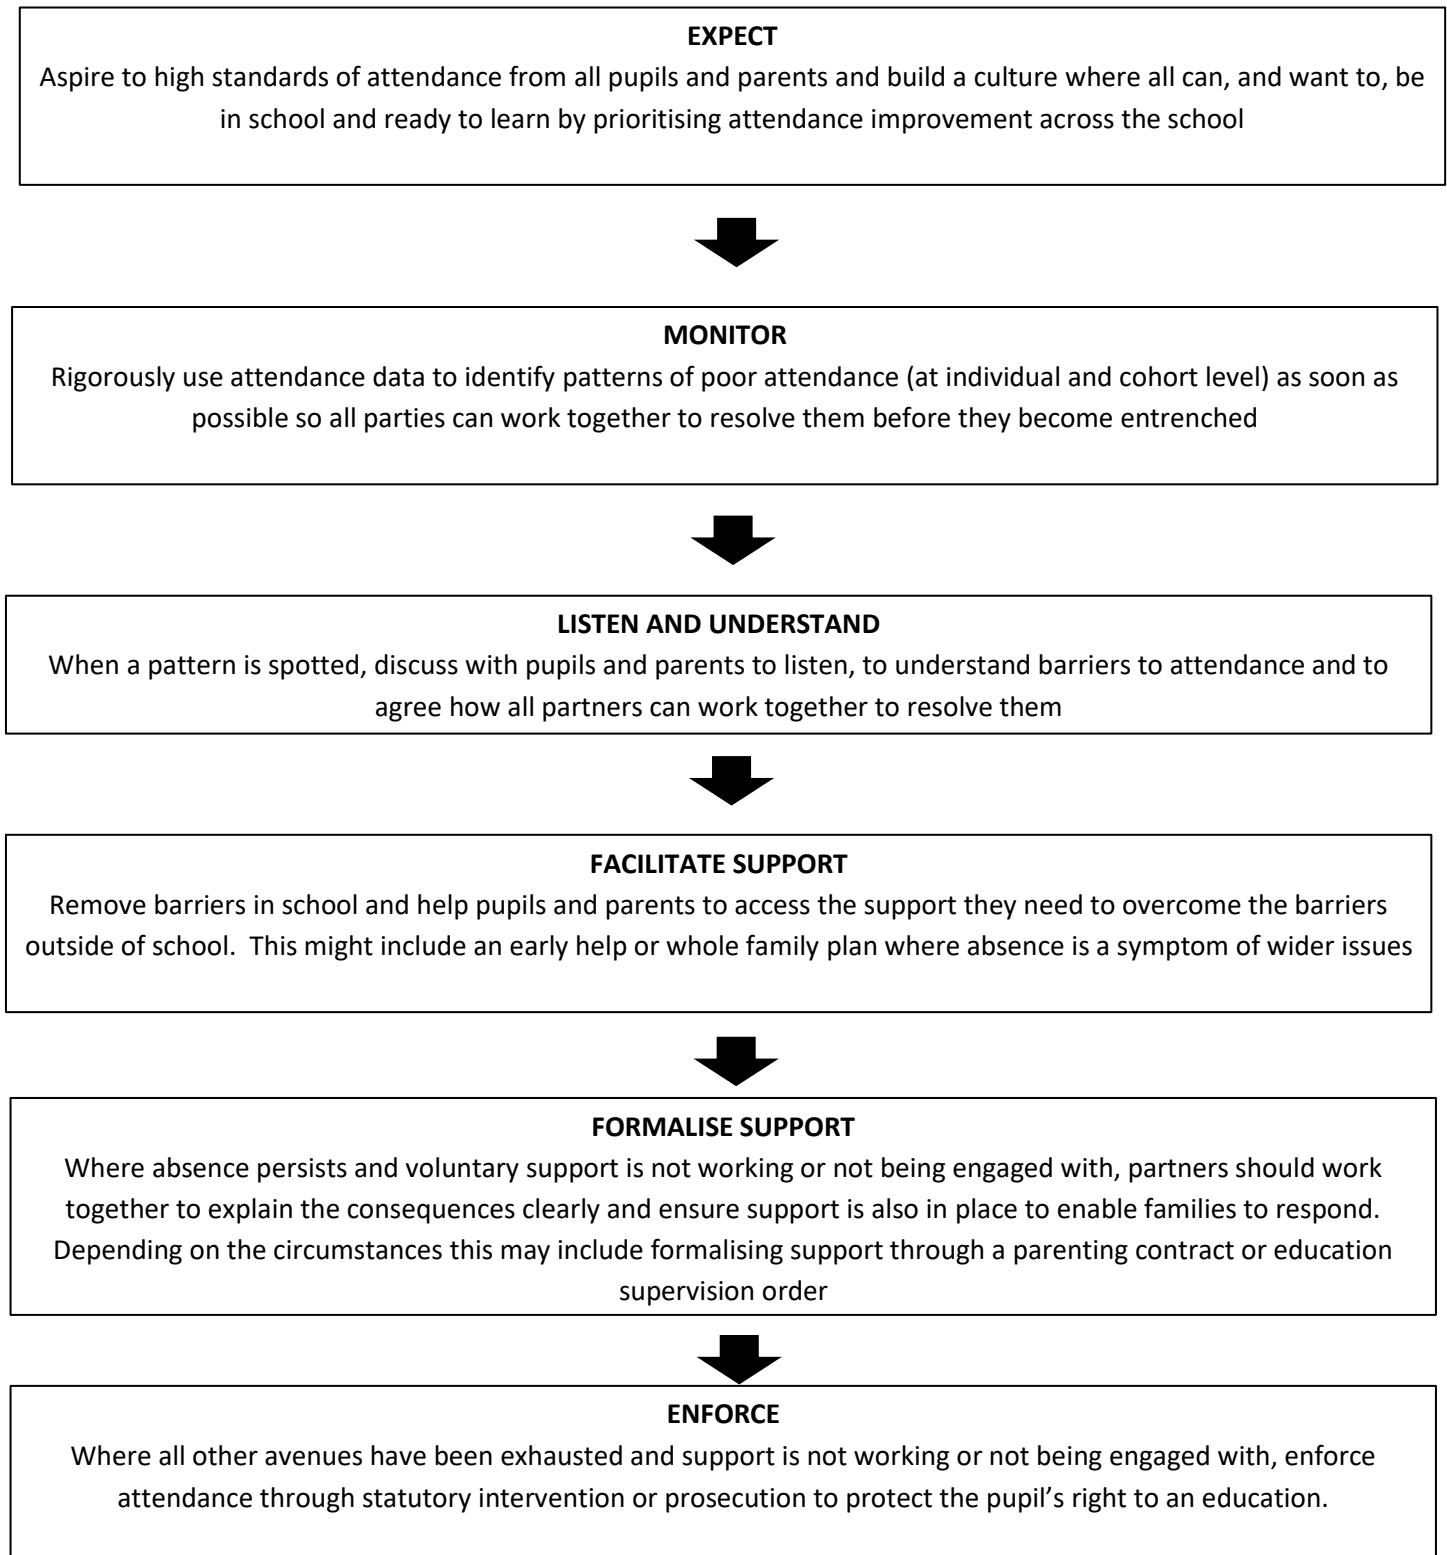 EXPECT
Aspire to high standards of attendance from all pupils and parents and build a culture where all can, and want to, be
in school and ready to learn by prioritising attendance improvement across the school
MONITOR
Rigorously use attendance data to identify patterns of poor attendance (at individual and cohort level) as soon as
possible so all parties can work together to resolve them before they become entrenched
LISTEN AND UNDERSTAND
When a pattern is spotted, discuss with pupils and parents to listen, to understand barriers to attendance and to
agree how all partners can work together to resolve them
FACILITATE SUPPORT
Remove barriers in school and help pupils and parents to access the support they need to overcome the barriers
outside of school.  This might include an early help or whole family plan where absence is a symptom of wider issues
FORMALISE SUPPORT
Where absence persists and voluntary support is not working or not being engaged with, partners should work
together to explain the consequences clearly and ensure support is also in place to enable families to respond.
Depending on the circumstances this may include formalising support through a parenting contract or education
supervision order
ENFORCE
Where all other avenues have been exhausted and support is not working or not being engaged with, enforce
attendance through statutory intervention or prosecution to protect the pupil’s right to an education.